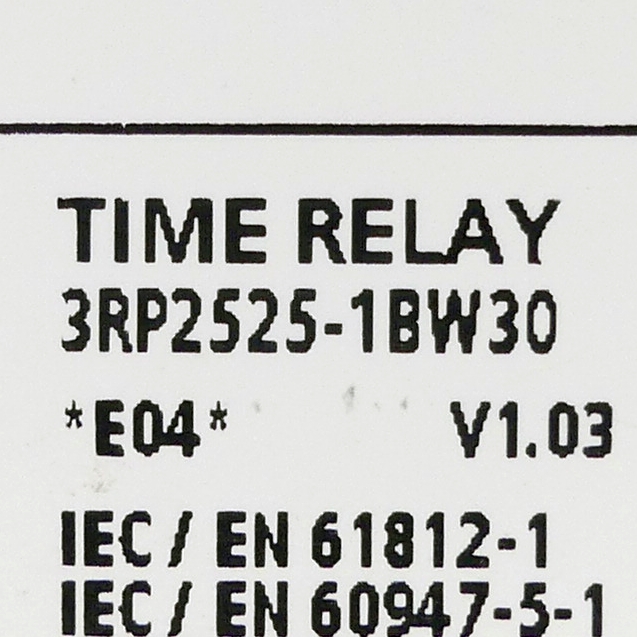 TIME RELAY
3RP2525-1BW30
*E04* V1.03
IEC / EN 61812-1
IEC / EN 60947-5-1